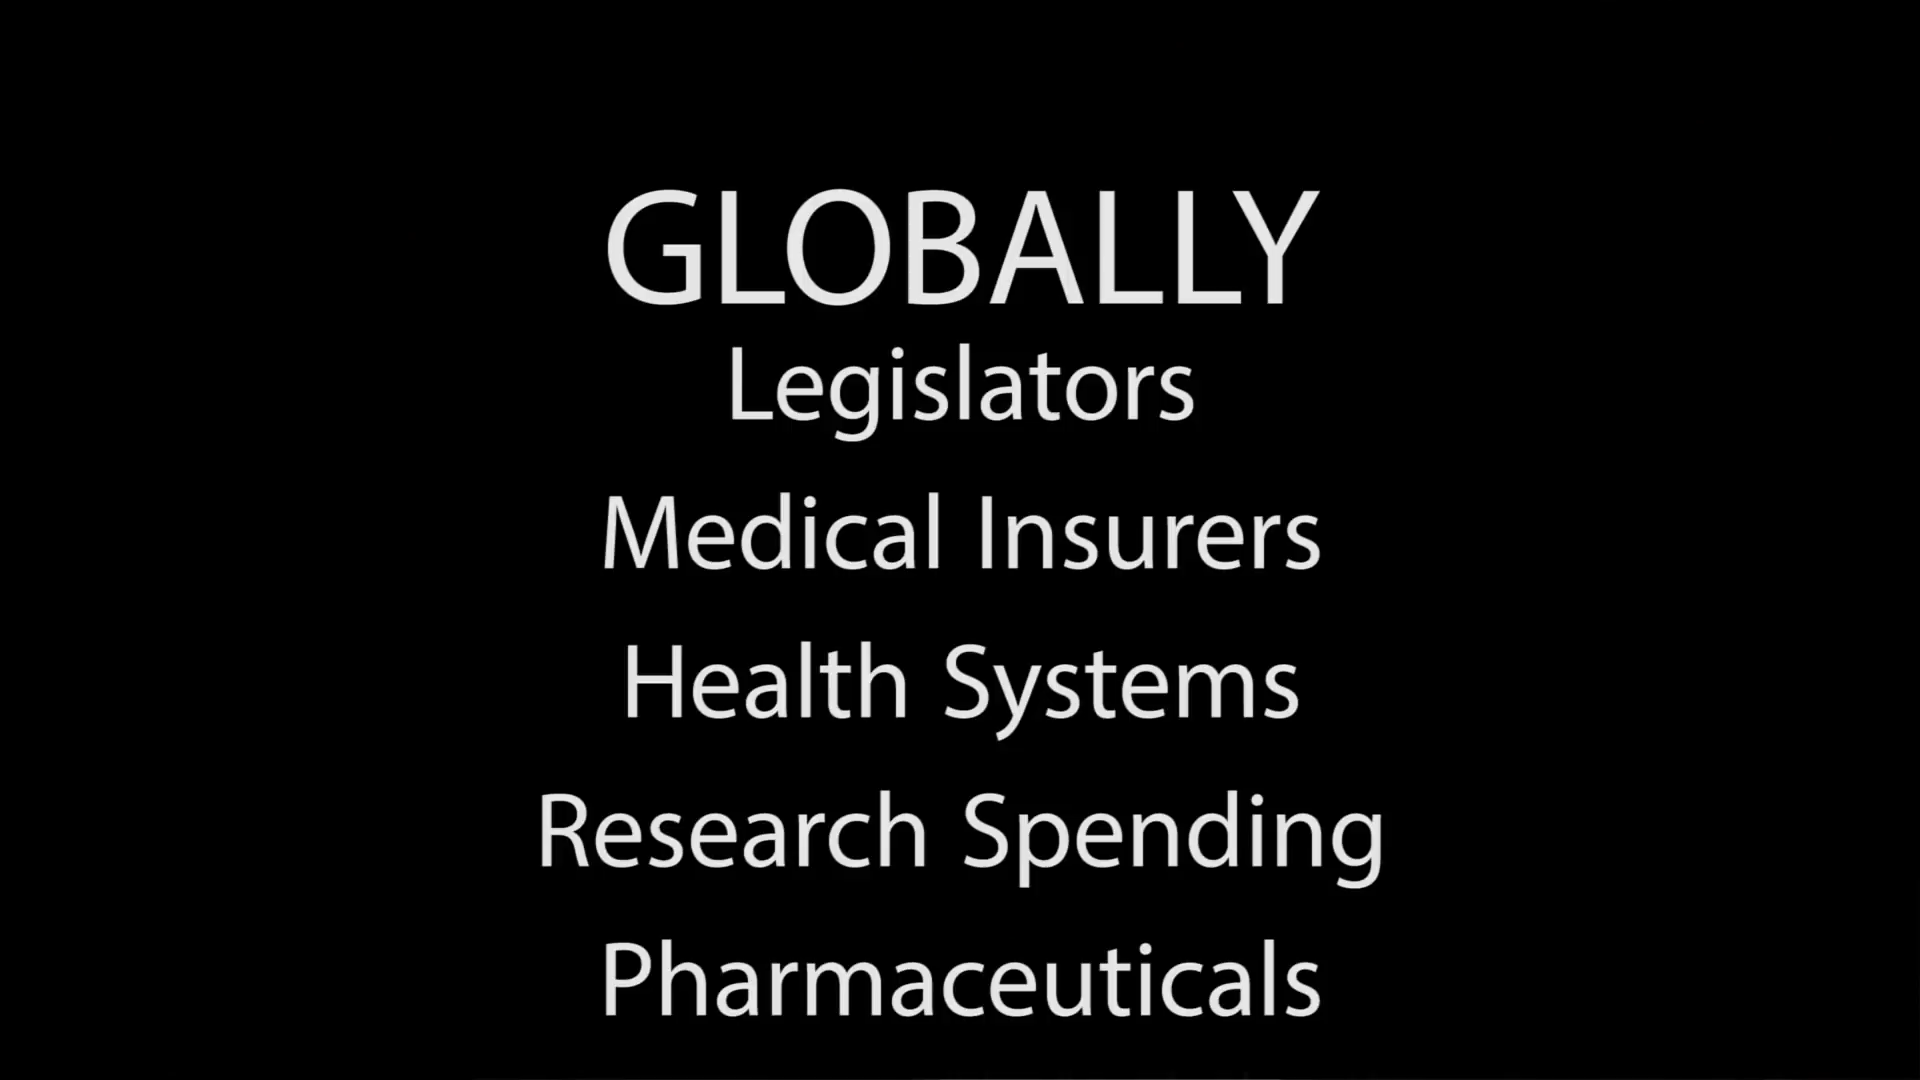 GLOBALLY
Legislators
Medical Insurers
Health Systems
Research Spending
Pharmaceuticals